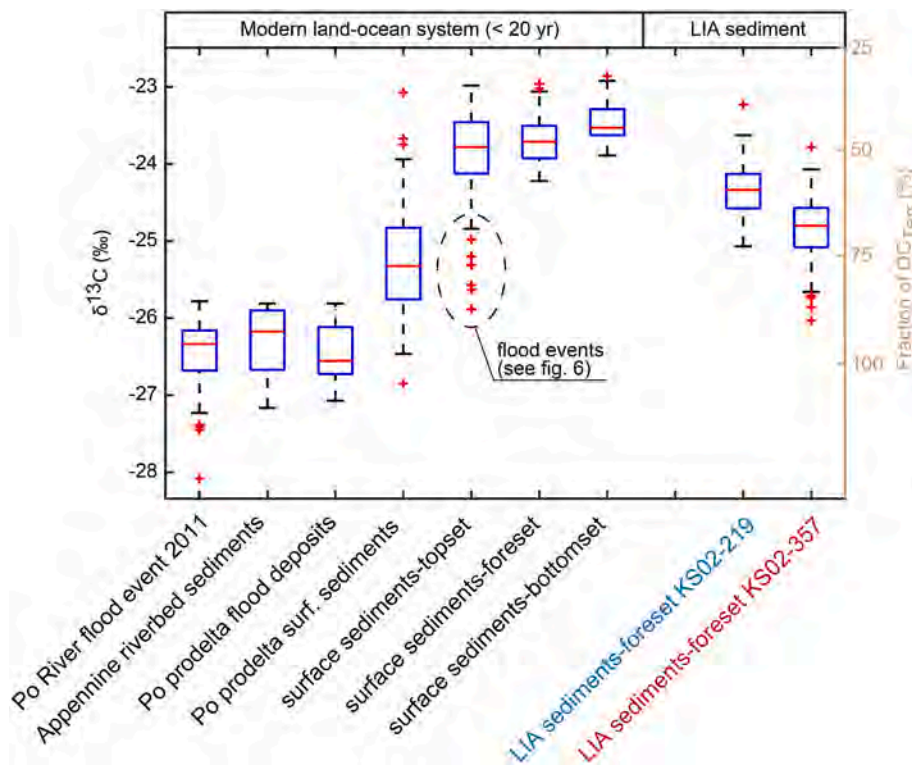 Modern land-ocean system (< 20 yr)
LIA sediment
-23
-24
-25
-26
-27
-28
δ13C (‰)
25
50
75
100
Fraction of OCTerr (%)
flood events
(see fig. 6)
Po River flood event 2011
Appennine riverbed sediments
Po prodelta flood deposits
Po prodelta surf. sediments
surface sediments-topset
surface sediments-foreset
surface sediments-bottomset
LIA sediments-foreset KS02-219
LIA sediments-foreset KS02-357